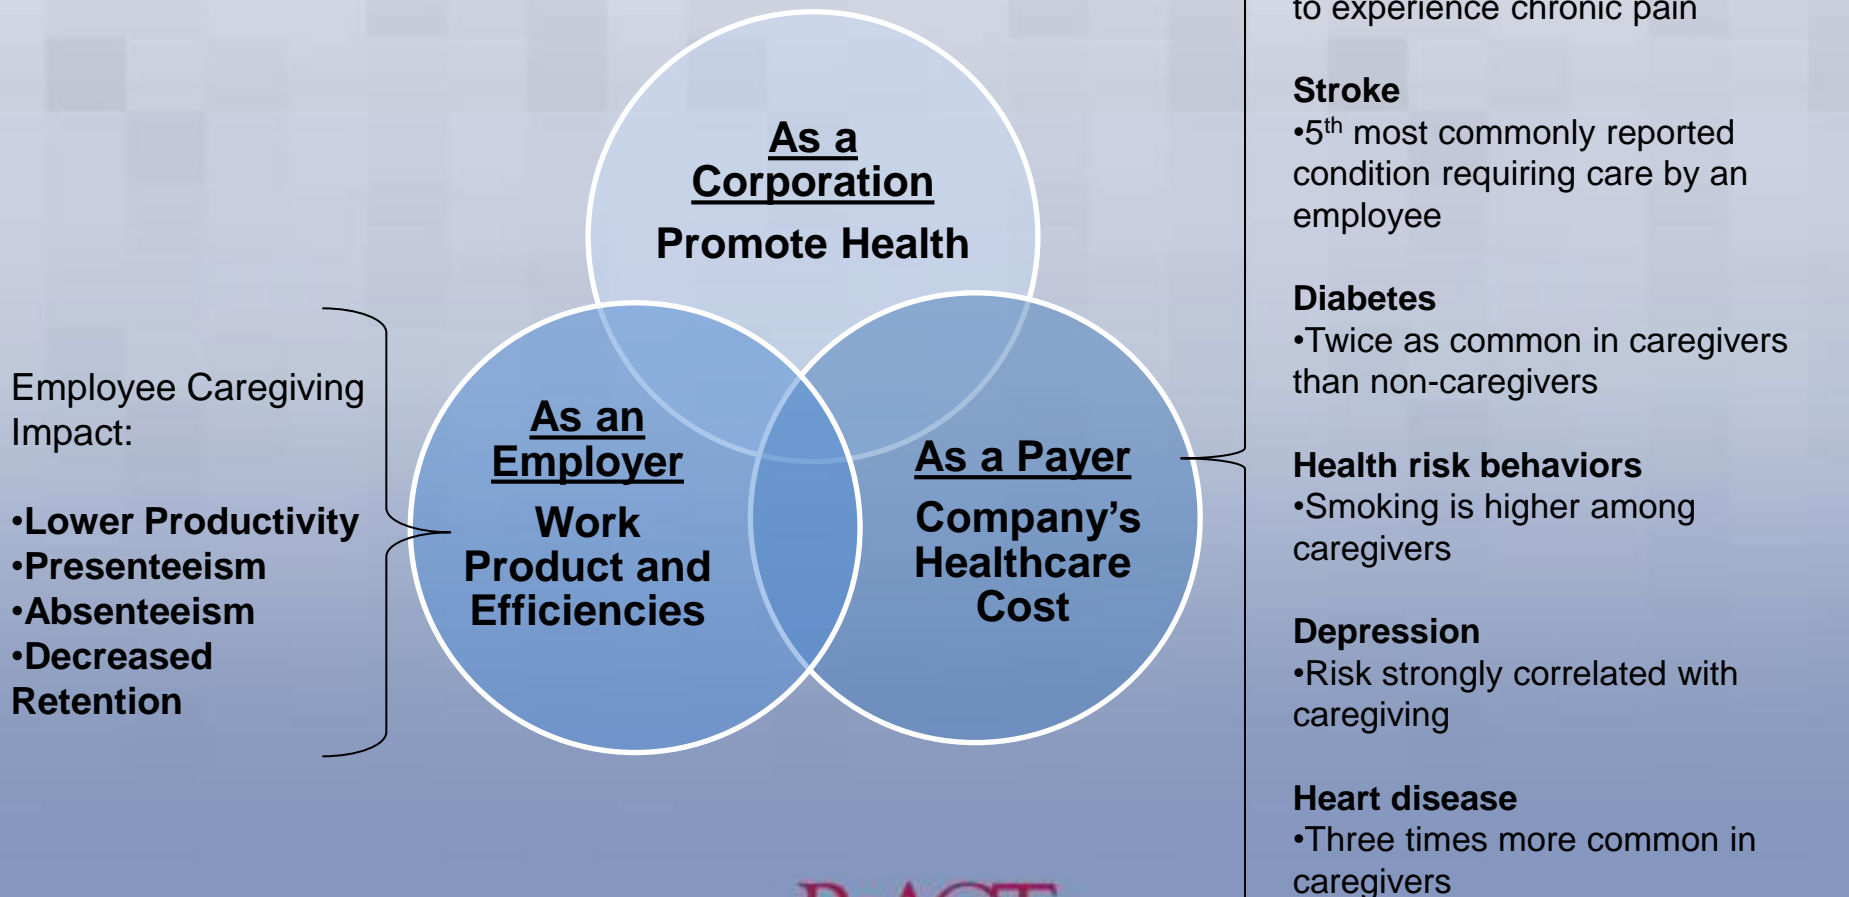 to experience chronic pain
Stroke
•5th most commonly reported
condition requiring care by an
employee
Diabetes
•Twice as common in caregivers
than non-caregivers
Health risk behaviors
•Smoking is higher among
caregivers
Depression
•Risk strongly correlated with
caregiving
Heart disease
•Three times more common in
caregivers
As a
Corporation
Promote Health
As an
Employer
Work
Product and
Efficiencies
As a Payer
Company’s
Healthcare
Cost
Employee Caregiving
Impact:
•Lower Productivity
•Presenteeism
•Absenteeism
•Decreased
Retention